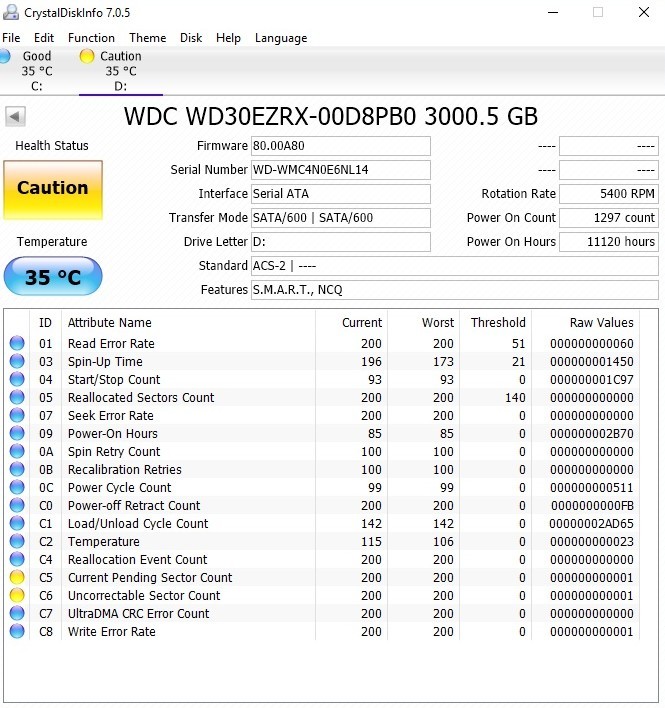 CrystalDiskInfo 7.0.5
File Edit Function Theme Disk Help Language
Good Caution
35 °C 35 °C
C: D:
WDC WD30EZRX-00D8PB0 3000.5 GB
Health Status Firmware 80.00A80 ---- ----
Caution Serial Number WD-WMC4N0E6NL14 ---- ----
Interface Serial ATA Rotation Rate 5400 RPM
Transfer Mode SATA/600 | SATA/600 Power On Count 1297 count
Temperature Drive Letter D: Power On Hours 11120 hours
35 °C Standard ACS-2 | ----
Features S.M.A.R.T., NCQ
ID Attribute Name Current Worst Threshold Raw Values
01 Read Error Rate 200 200 51 000000000060
03 Spin-Up Time 196 173 21 000000001450
04 Start/Stop Count 93 93 0 000000001C97
05 Reallocated Sectors Count 200 200 140 000000000000
07 Seek Error Rate 200 200 0 000000000000
09 Power-On Hours 85 85 0 000000002B70
0A Spin Retry Count 100 100 0 000000000000
0B Recalibration Retries 100 100 0 000000000000
0C Power Cycle Count 99 99 0 000000000511
C0 Power-off Retract Count 200 200 0 0000000000FB
C1 Load/Unload Cycle Count 142 142 0 00000002AD65
C2 Temperature 115 106 0 000000000023
C4 Reallocation Event Count 200 200 0 000000000000
C5 Current Pending Sector Count 200 200 0 000000000001
C6 Uncorrectable Sector Count 200 200 0 000000000001
C7 UltraDMA CRC Error Count 200 200 0 000000000000
C8 Write Error Rate 200 200 0 000000000001